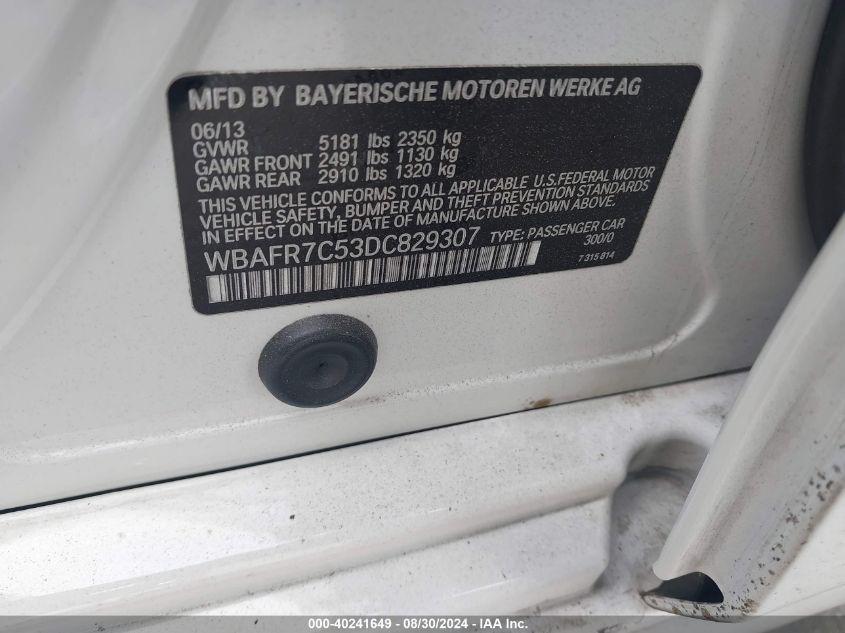 MFD BY BAYERISCHE MOTOREN WERKE AG
06/13
GVWR 5181 lbs 2350 kg
GAWR FRONT 2491 lbs 1130 kg
GAWR REAR 2910 lbs 1320 kg
THIS VEHICLE CONFORMS TO ALL APPLICABLE U.S.FEDERAL MOTOR
VEHICLE SAFETY, BUMPER AND THEFT PREVENTION STANDARDS
IN EFFECT ON THE DATE OF MANUFACTURE SHOWN ABOVE.
WBAFR7C53DC829307 TYPE: PASSENGER CAR
300/0
7 315 814
000-40241649 - 08/30/2024 - IAA Inc.